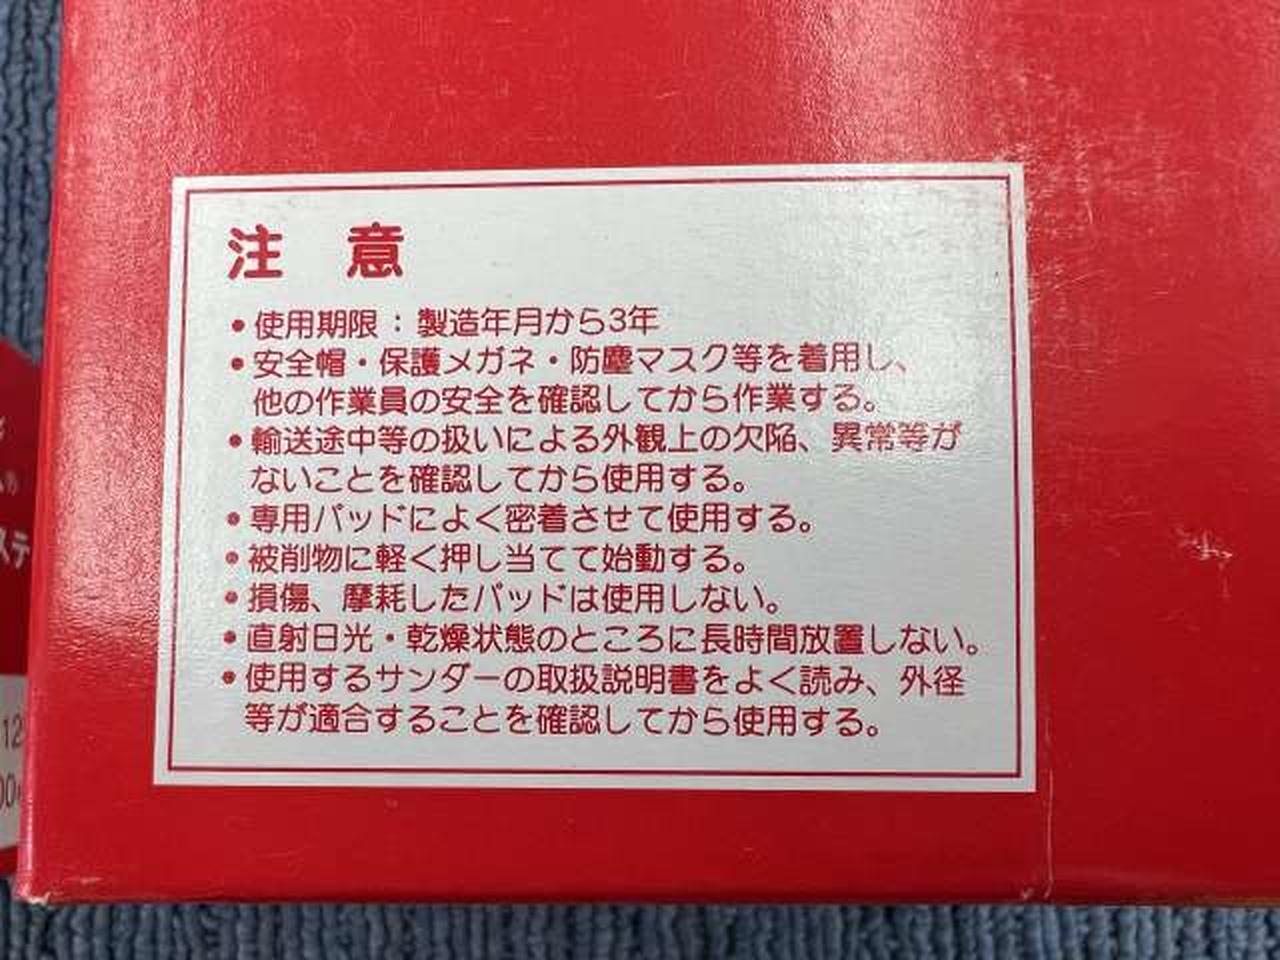 注 意
•使用期限：製造年月から3年
•安全帽・保護メガネ・防塵マスク等を着用し、
他の作業員の安全を確認してから作業する。
•輸送途中等の扱いによる外観上の欠陥、異常等が
ないことを確認してから使用する。
•専用パッドによく密着させて使用する。
•被削物に軽く押し当てて始動する。
•損傷、摩耗したパッドは使用しない。
•直射日光・乾燥状態のところに長時間放置しない。
•使用するサンダーの取扱説明書をよく読み、外径
等が適合することを確認してから使用する。
の
ステ
12
00